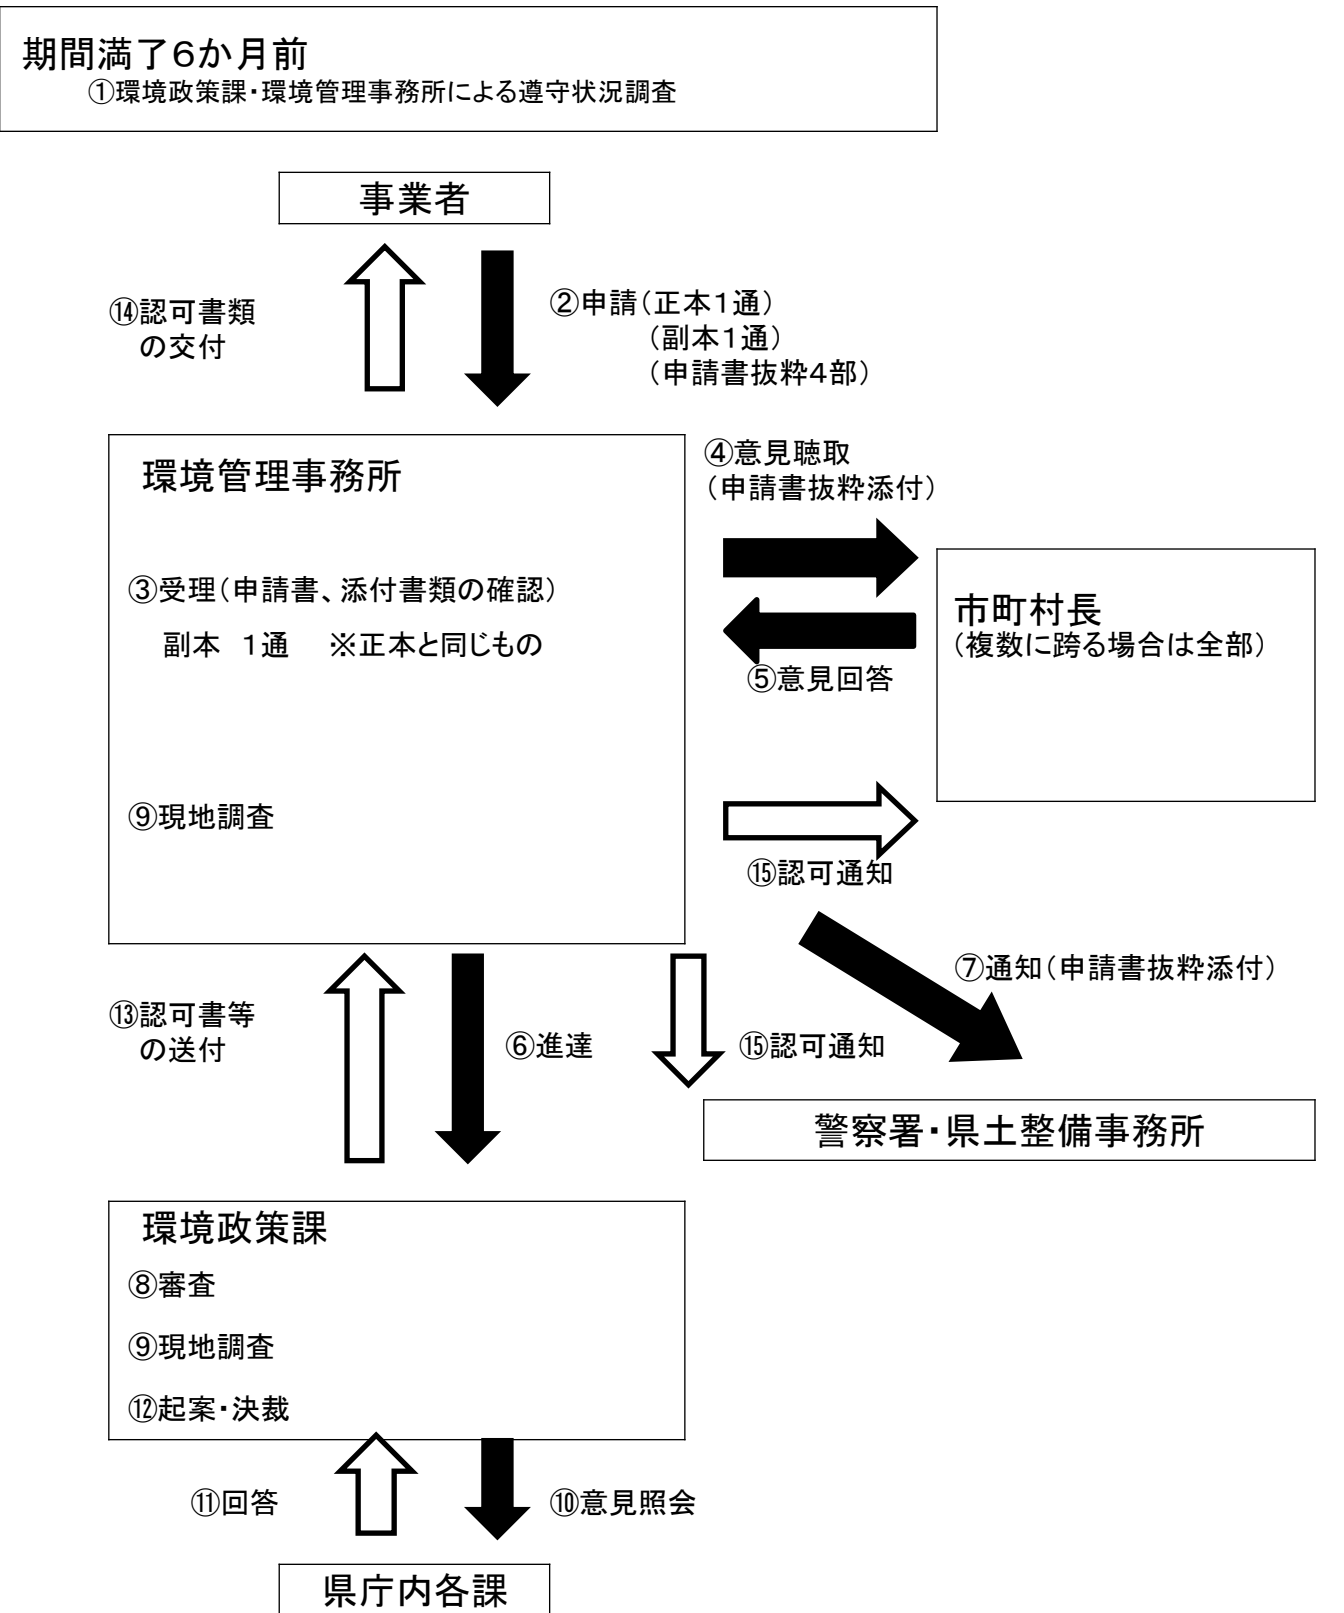 期間満了６か月前
①環境政策課・環境管理事務所による遵守状況調査
事業者
⑭認可書類
の交付
②申請（正本１通）
（副本１通）
（申請書抜粋４部）
環境管理事務所
③受理（申請書、添付書類の確認）
副本　１通　※正本と同じもの
⑨現地調査
④意見聴取
（申請書抜粋添付）
市町村長
（複数に跨る場合は全部）
⑤意見回答
⑮認可通知
⑦通知（申請書抜粋添付）
⑬認可書等
の送付
⑥進達
⑮認可通知
警察署・県土整備事務所
環境政策課
⑧審査
⑨現地調査
⑫起案・決裁
⑪回答
⑩意見照会
県庁内各課